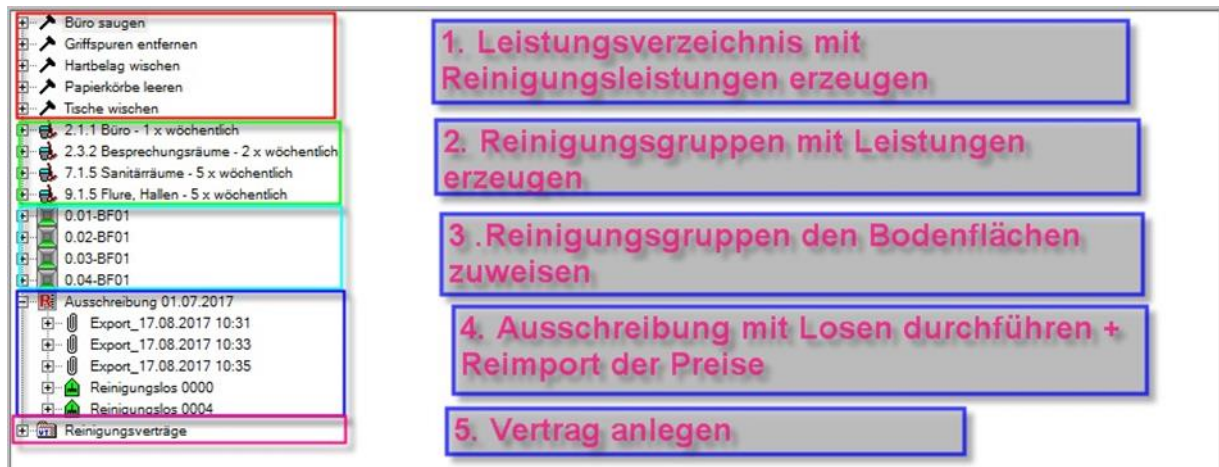 Büro saugen
Griffspuren entfernen
Hartbelag wischen
Papierkörbe leeren
Tische wischen
2.1.1 Büro - 1 x wöchentlich
2.3.2 Besprechungsräume - 2 x wöchentlich
7.1.5 Sanitärräume - 5 x wöchentlich
9.1.5 Flure, Hallen - 5 x wöchentlich
0.01-BF01
0.02-BF01
0.03-BF01
0.04-BF01
Ausschreibung 01.07.2017
Export_17.08.2017 10:31
Export_17.08.2017 10:33
Export_17.08.2017 10:35
Reinigungslos 0000
Reinigungslos 0004
Reinigungsverträge
1. Leistungsverzeichnis mit
Reinigungsleistungen erzeugen
2. Reinigungsgruppen mit Leistungen
erzeugen
3 .Reinigungsgruppen den Bodenflächen
zuweisen
4. Ausschreibung mit Losen durchführen +
Reimport der Preise
5. Vertrag anlegen